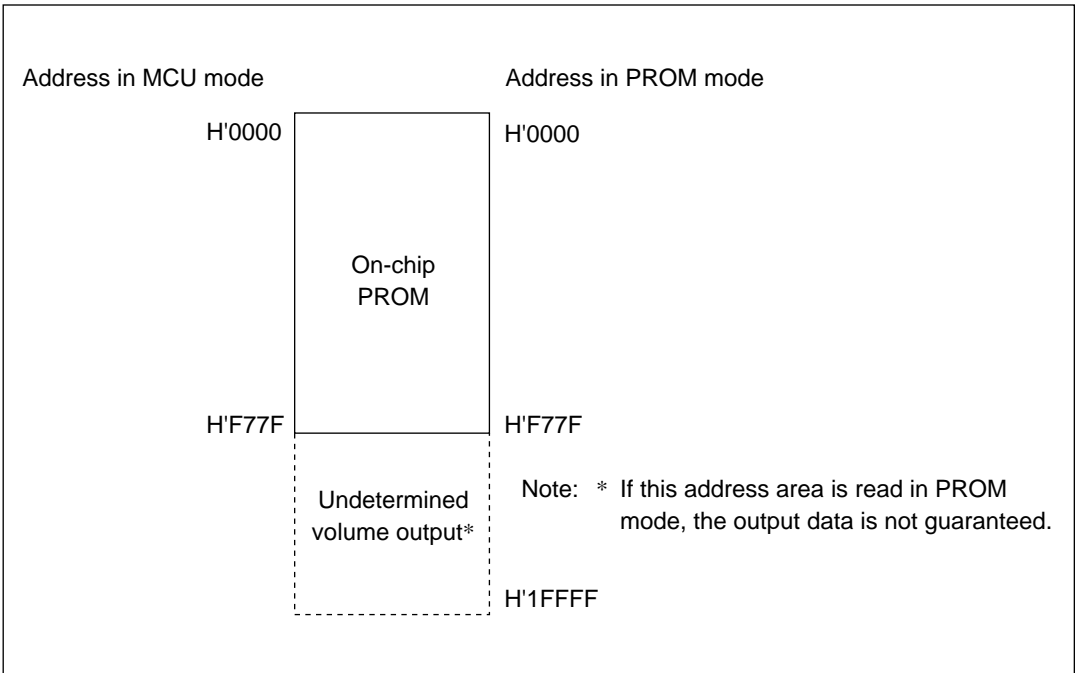 Address in MCU mode
Address in PROM mode
H'0000
H'0000
On-chip
PROM
H'F77F
H'F77F
Undetermined
volume output*
Note: * If this address area is read in PROM
mode, the output data is not guaranteed.
H'1FFFF